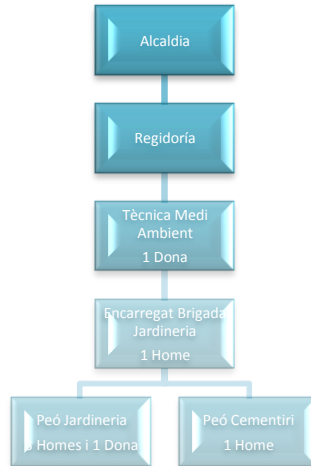 Alcaldia
Regidoría
Tècnica Medi
Ambient
1 Dona
Encarregat Brigada
Jardineria
1 Home
Peó Jardineria
Homes i 1 Dona
Peó Cementiri
1 Home